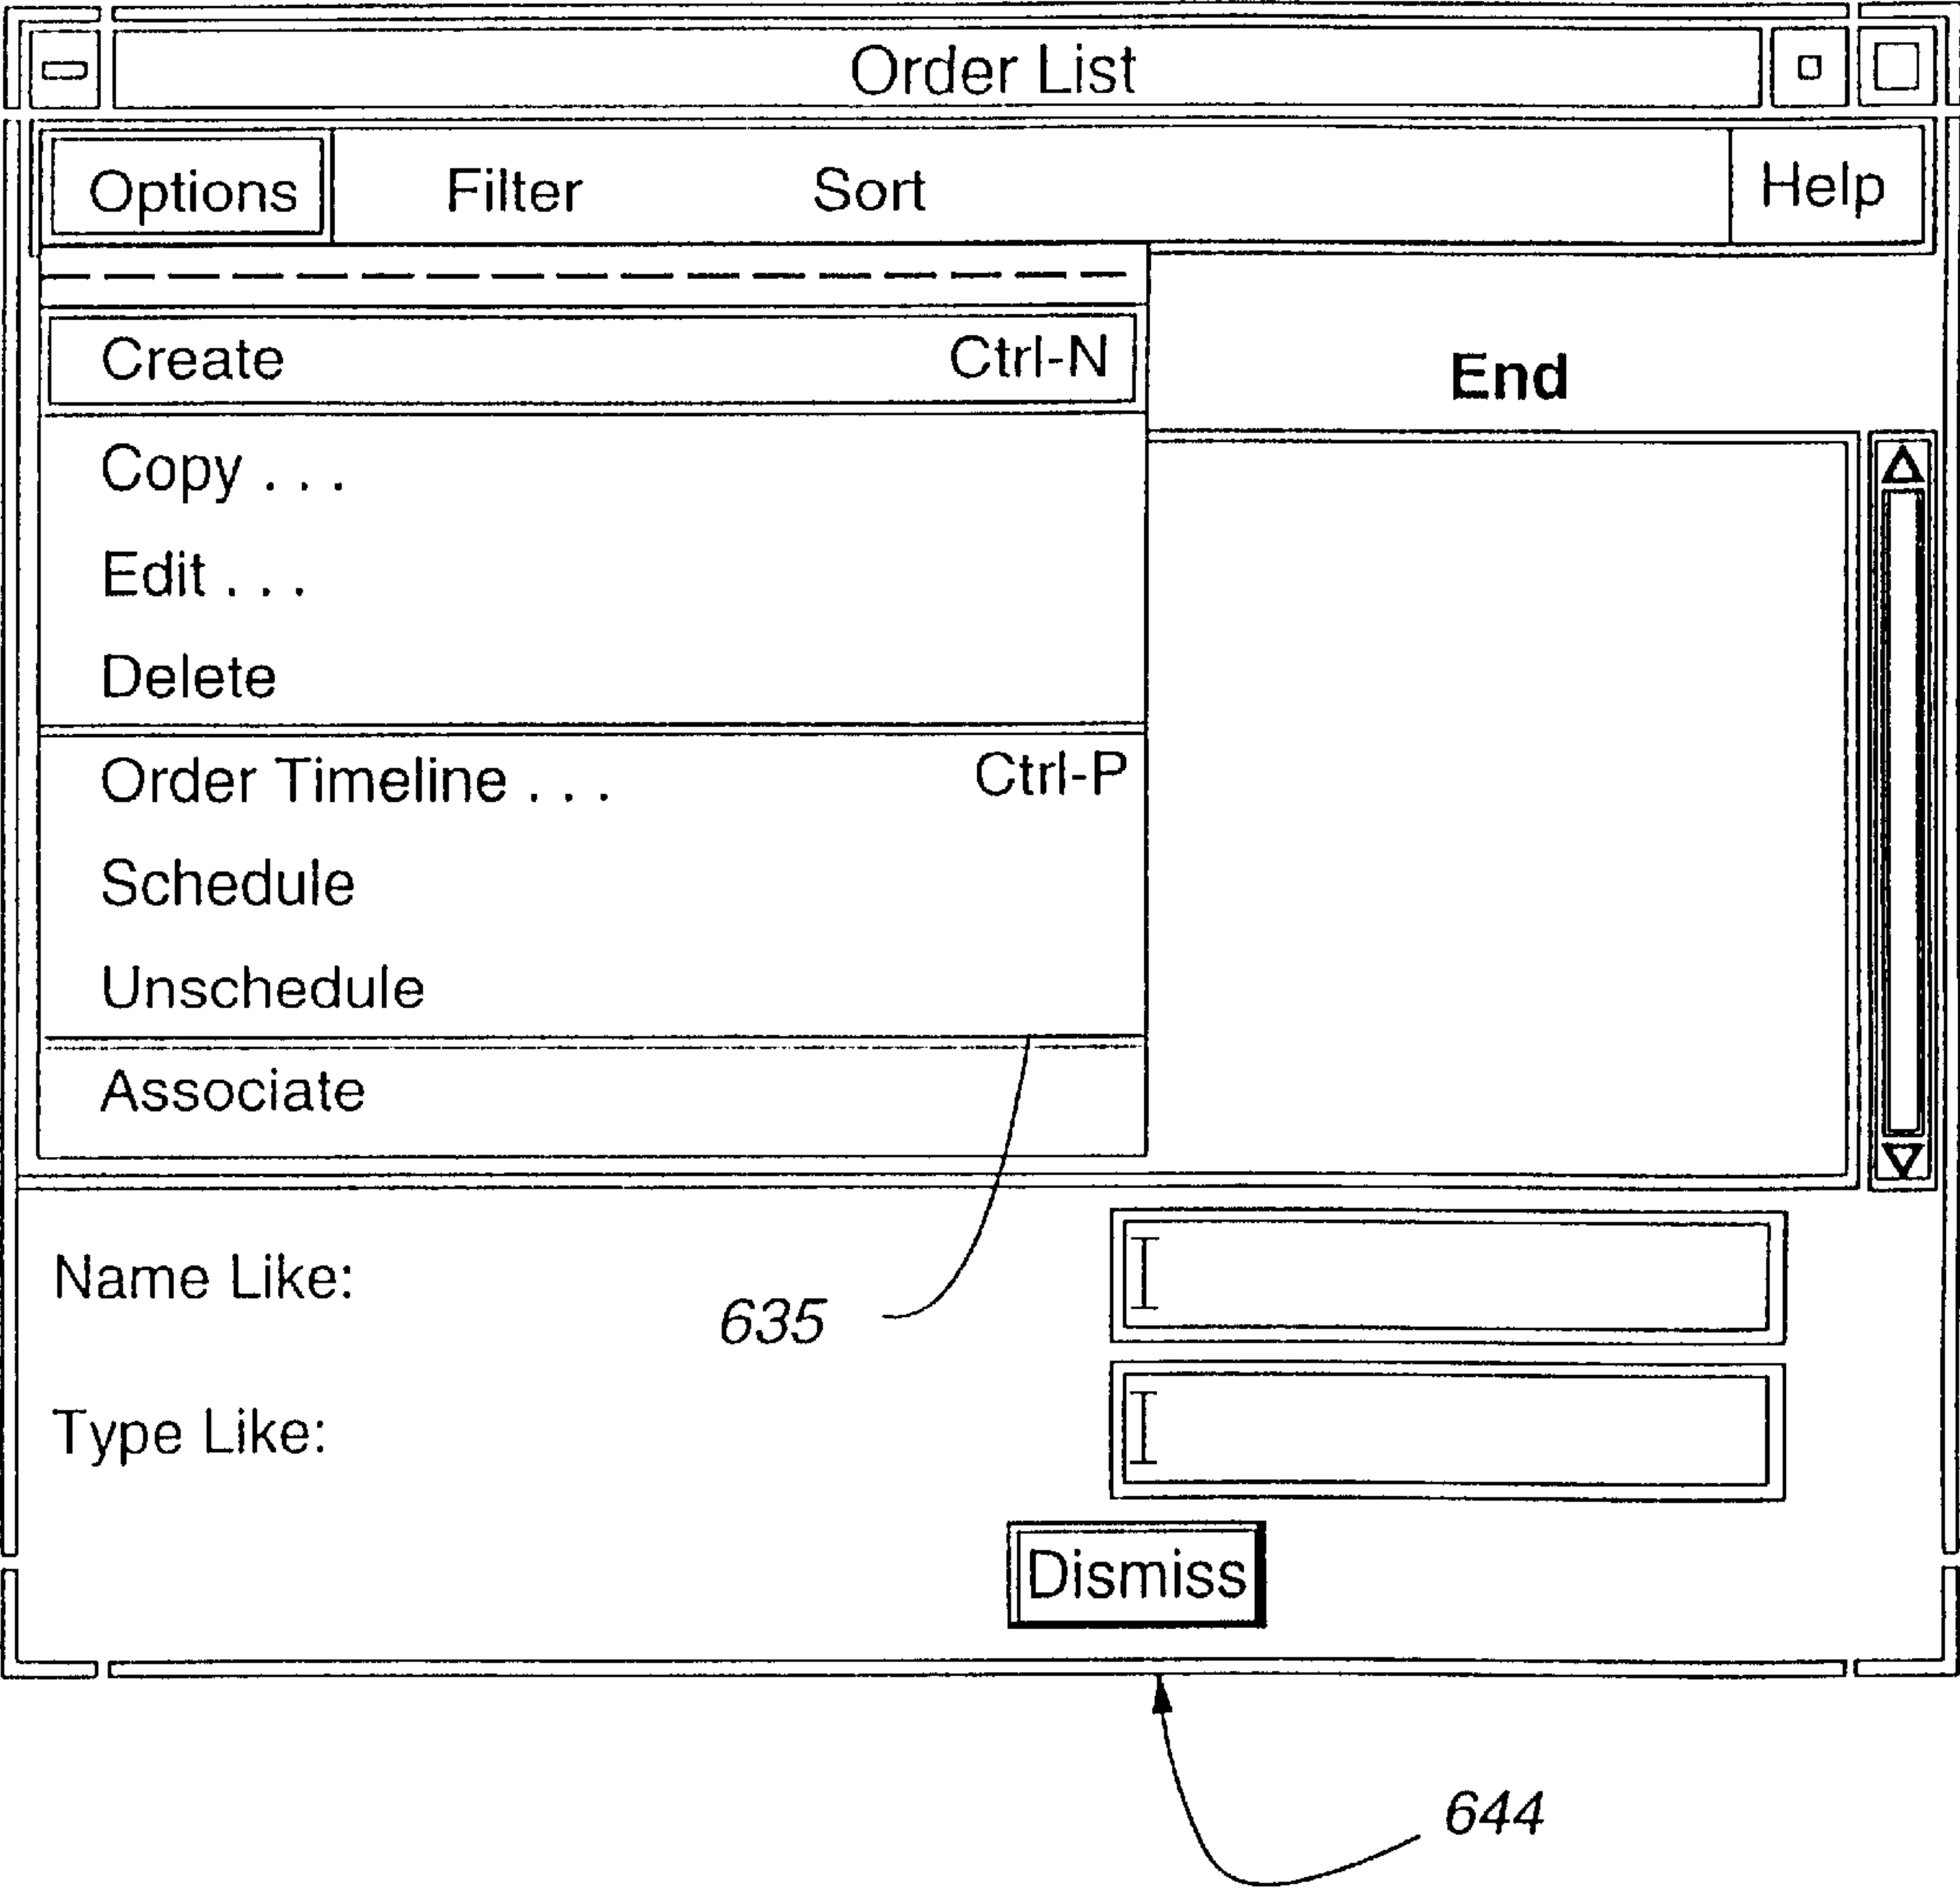 Order List
Options Filter Sort Help
Create Ctrl-N
End
Copy . . .
Edit . . .
Delete
Order Timeline . . . Ctrl-P
Schedule
Unschedule
Associate
Name Like:
635
Type Like:
Dismiss
644